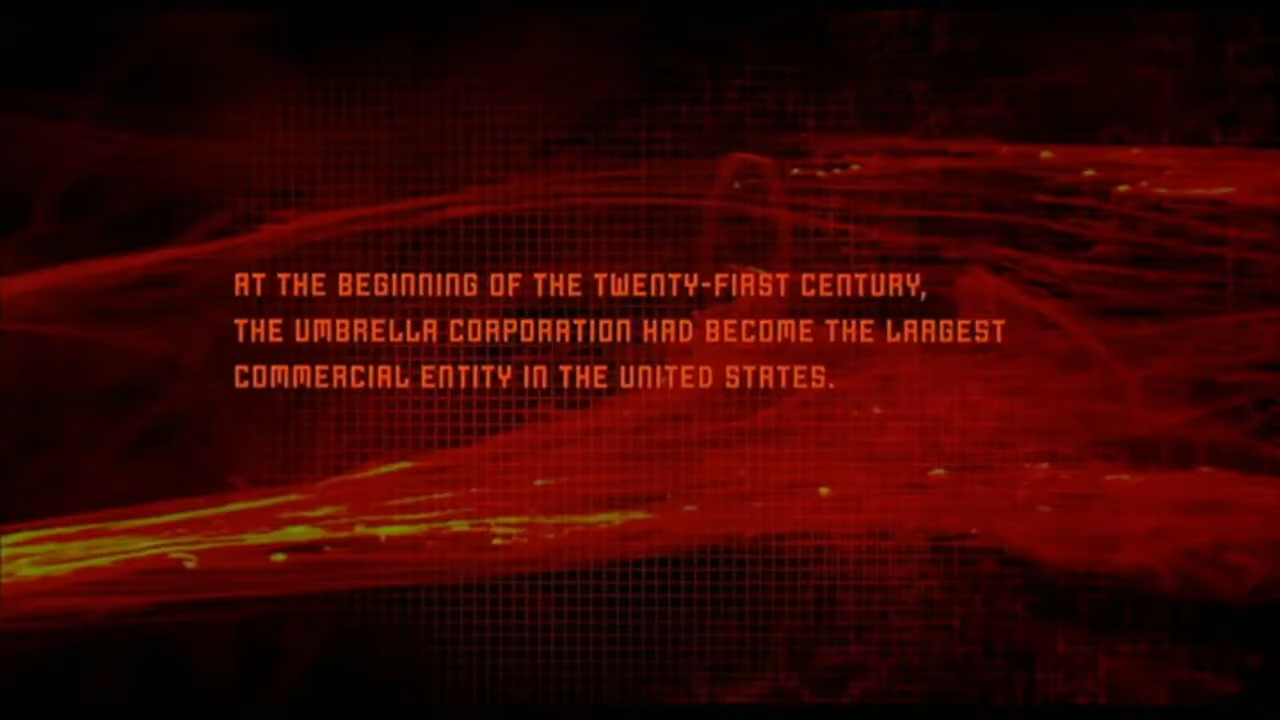 AT THE BEGINNING OF THE TWENTY-FIRST CENTURY,
THE UMBRELLA CORPORATION HAD BECOME THE LARGEST
COMMERCIAL ENTITY IN THE UNITED STATES.